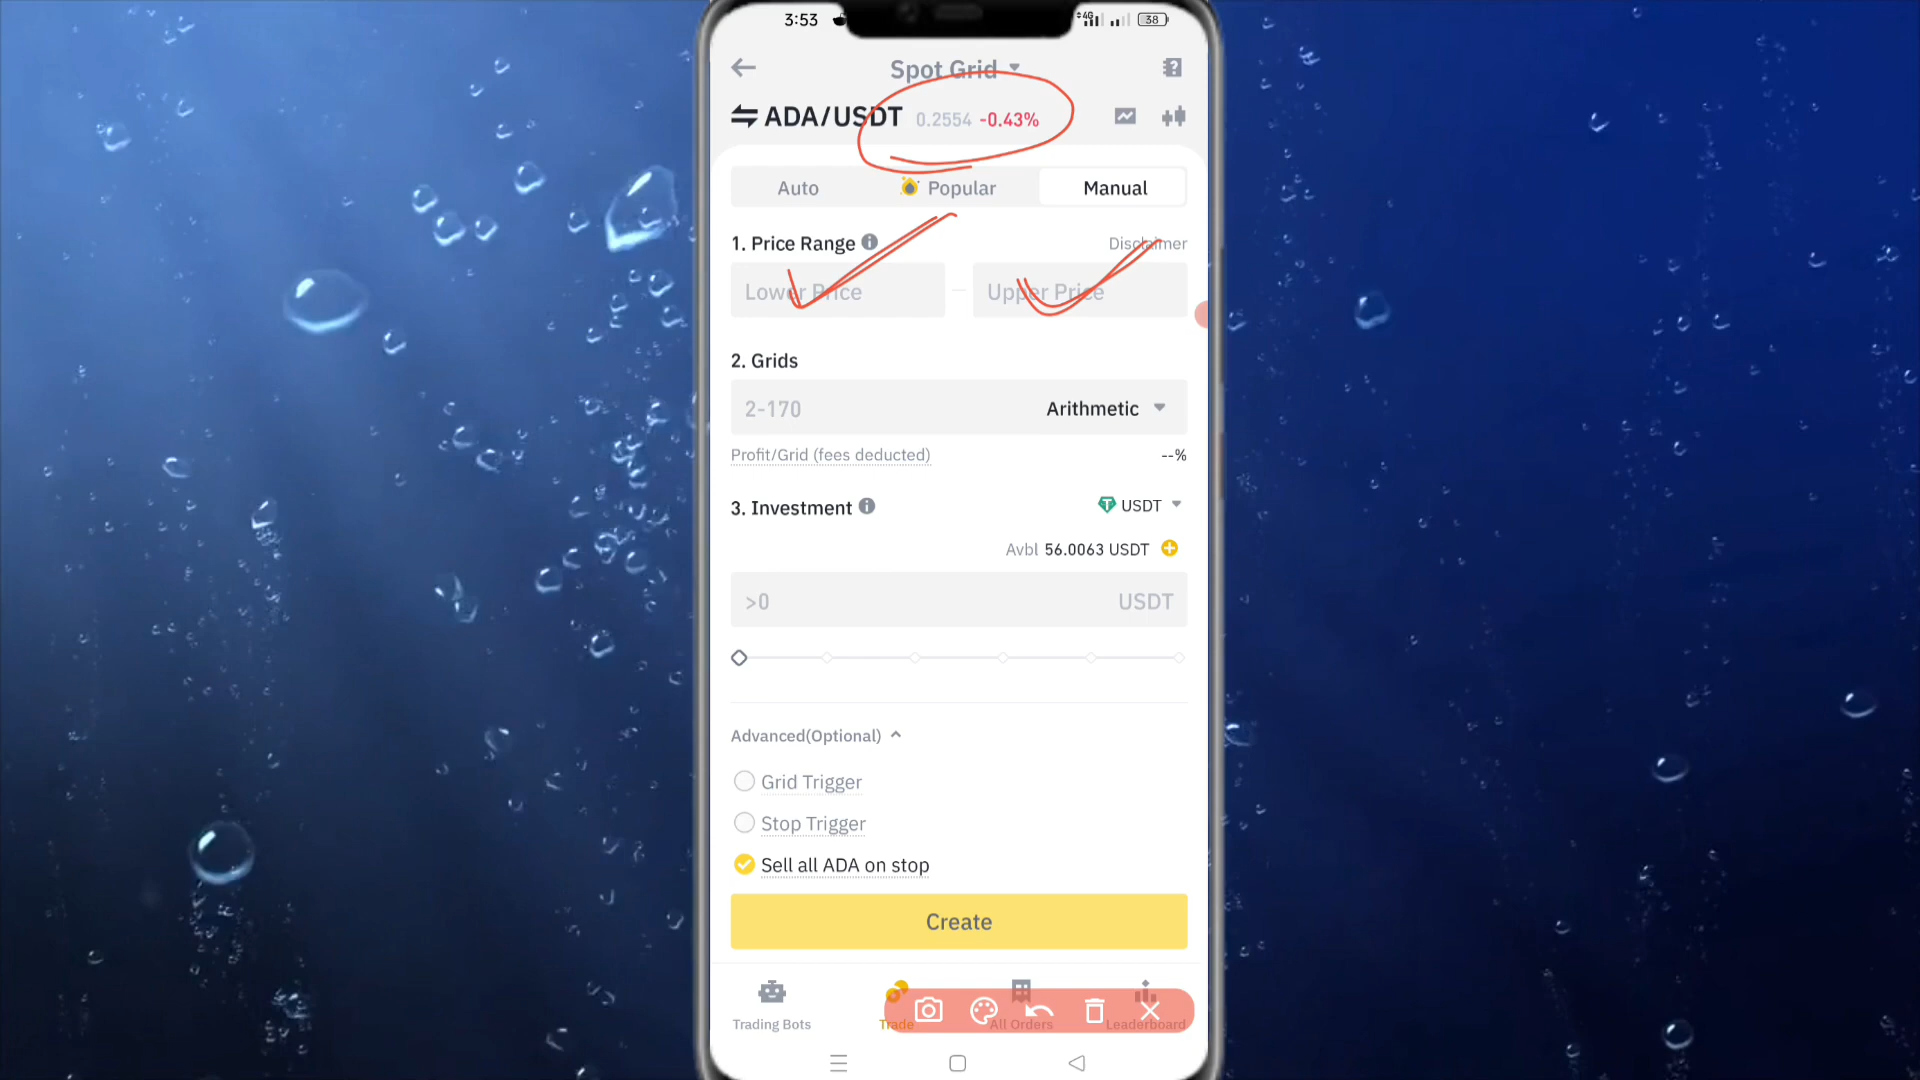 3:53 4G 38
Spot Grid
ADA/USDT 0.2554 -0.43%
Auto Popular Manual
1. Price Range Disclaimer
Lower Price – Upper Price
2. Grids
2-170 Arithmetic
Profit/Grid (fees deducted) --%
3. Investment USDT
Avbl 56.0063 USDT
>0 USDT
Advanced(Optional)
Grid Trigger
Stop Trigger
Sell all ADA on stop
Create
Trading Bots Trade All Orders Leaderboard